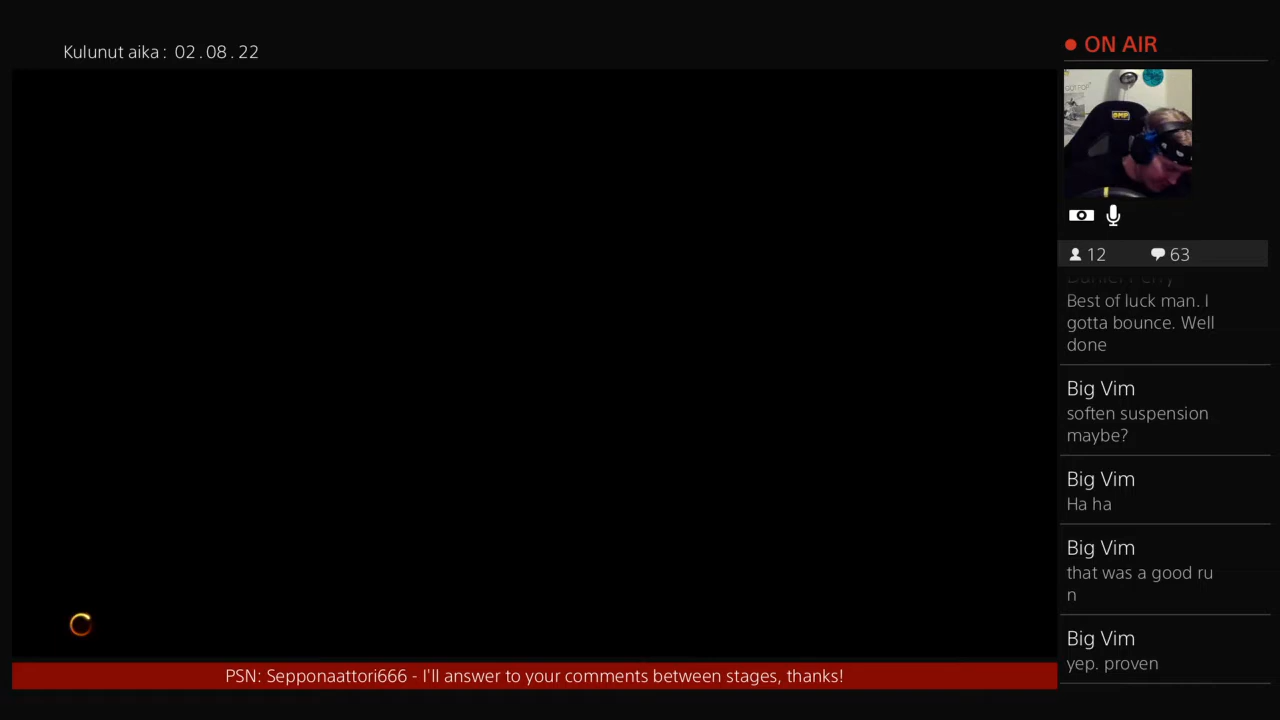 Kulunut aika : 02 . 08 . 22
ON AIR
OMP
12 63
Best of luck man. I
gotta bounce. Well
done
Big Vim
soften suspension
maybe?
Big Vim
Ha ha
Big Vim
that was a good ru
n
Big Vim
yep. proven
PSN: Sepponaattori666 - I'll answer to your comments between stages, thanks!